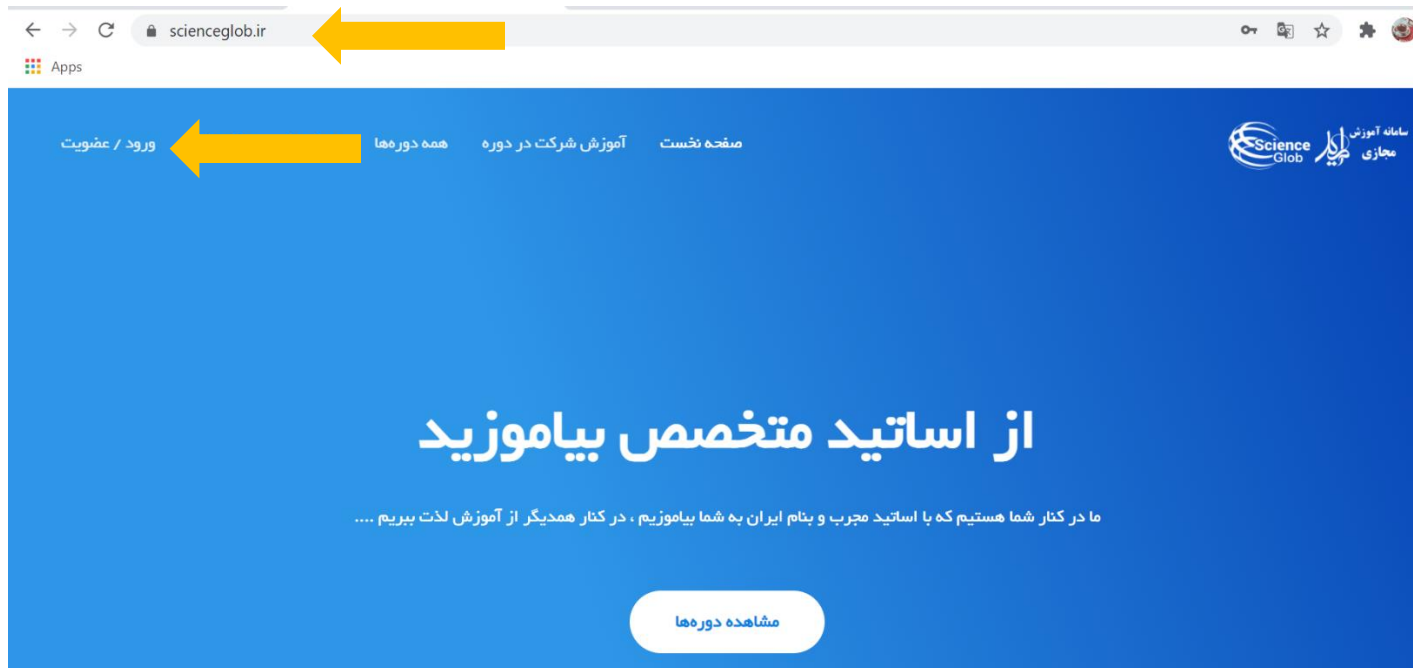 scienceglob.ir
Apps
سامانه آموزش
مجازی
Science
Glob
صفحه نخست
آموزش شرکت در دوره
همه دوره‌ها
ورود / عضویت
از اساتید متخصص بیاموزید
ما در کنار شما هستیم که با اساتید مجرب و بنام ایران به شما بیاموزیم ، در کنار همدیگر از آموزش لذت ببریم ....
مشاهده دوره‌ها